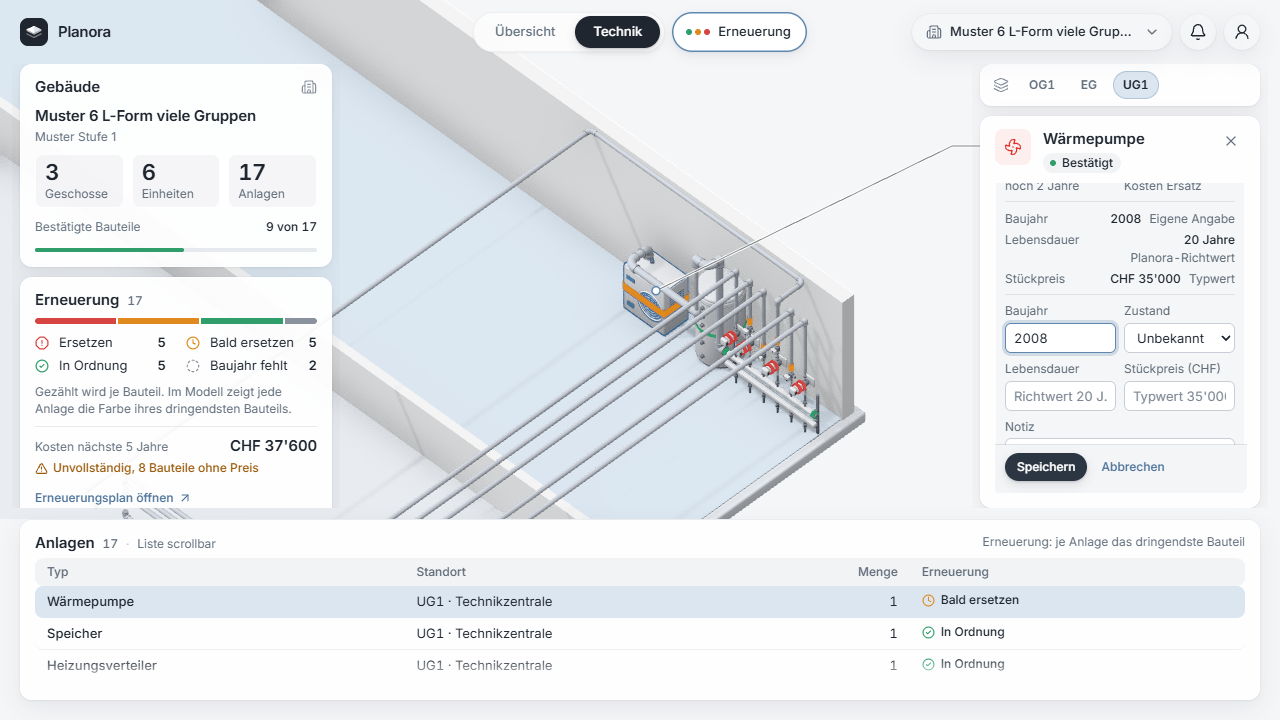 Planora
Übersicht
Technik
Erneuerung
Muster 6 L-Form viele Grup...
Gebäude
Muster 6 L-Form viele Gruppen
Muster Stufe 1
3 6 17
Geschosse Einheiten Anlagen
Bestätigte Bauteile 9 von 17
Erneuerung 17
Ersetzen 5 Bald ersetzen 5
In Ordnung 5 Baujahr fehlt 2
Gezählt wird je Bauteil. Im Modell zeigt jede
Anlage die Farbe ihres dringendsten Bauteils.
Kosten nächste 5 Jahre CHF 37'600
Unvollständig, 8 Bauteile ohne Preis
Erneuerungsplan öffnen
OG1 EG UG1
Wärmepumpe
Bestätigt
noch 2 Jahre Kosten Ersatz
Baujahr 2008 Eigene Angabe
Lebensdauer 20 Jahre
Planora-Richtwert
Stückpreis CHF 35'000 Typwert
Baujahr Zustand
2008 Unbekannt
Lebensdauer Stückpreis (CHF)
Richtwert 20 J. Typwert 35'000
Notiz
Speichern Abbrechen
Anlagen 17 · Liste scrollbar
Erneuerung: je Anlage das dringendste Bauteil
Typ Standort Menge Erneuerung
Wärmepumpe UG1 · Technikzentrale 1 Bald ersetzen
Speicher UG1 · Technikzentrale 1 In Ordnung
Heizungsverteiler UG1 · Technikzentrale 1 In Ordnung